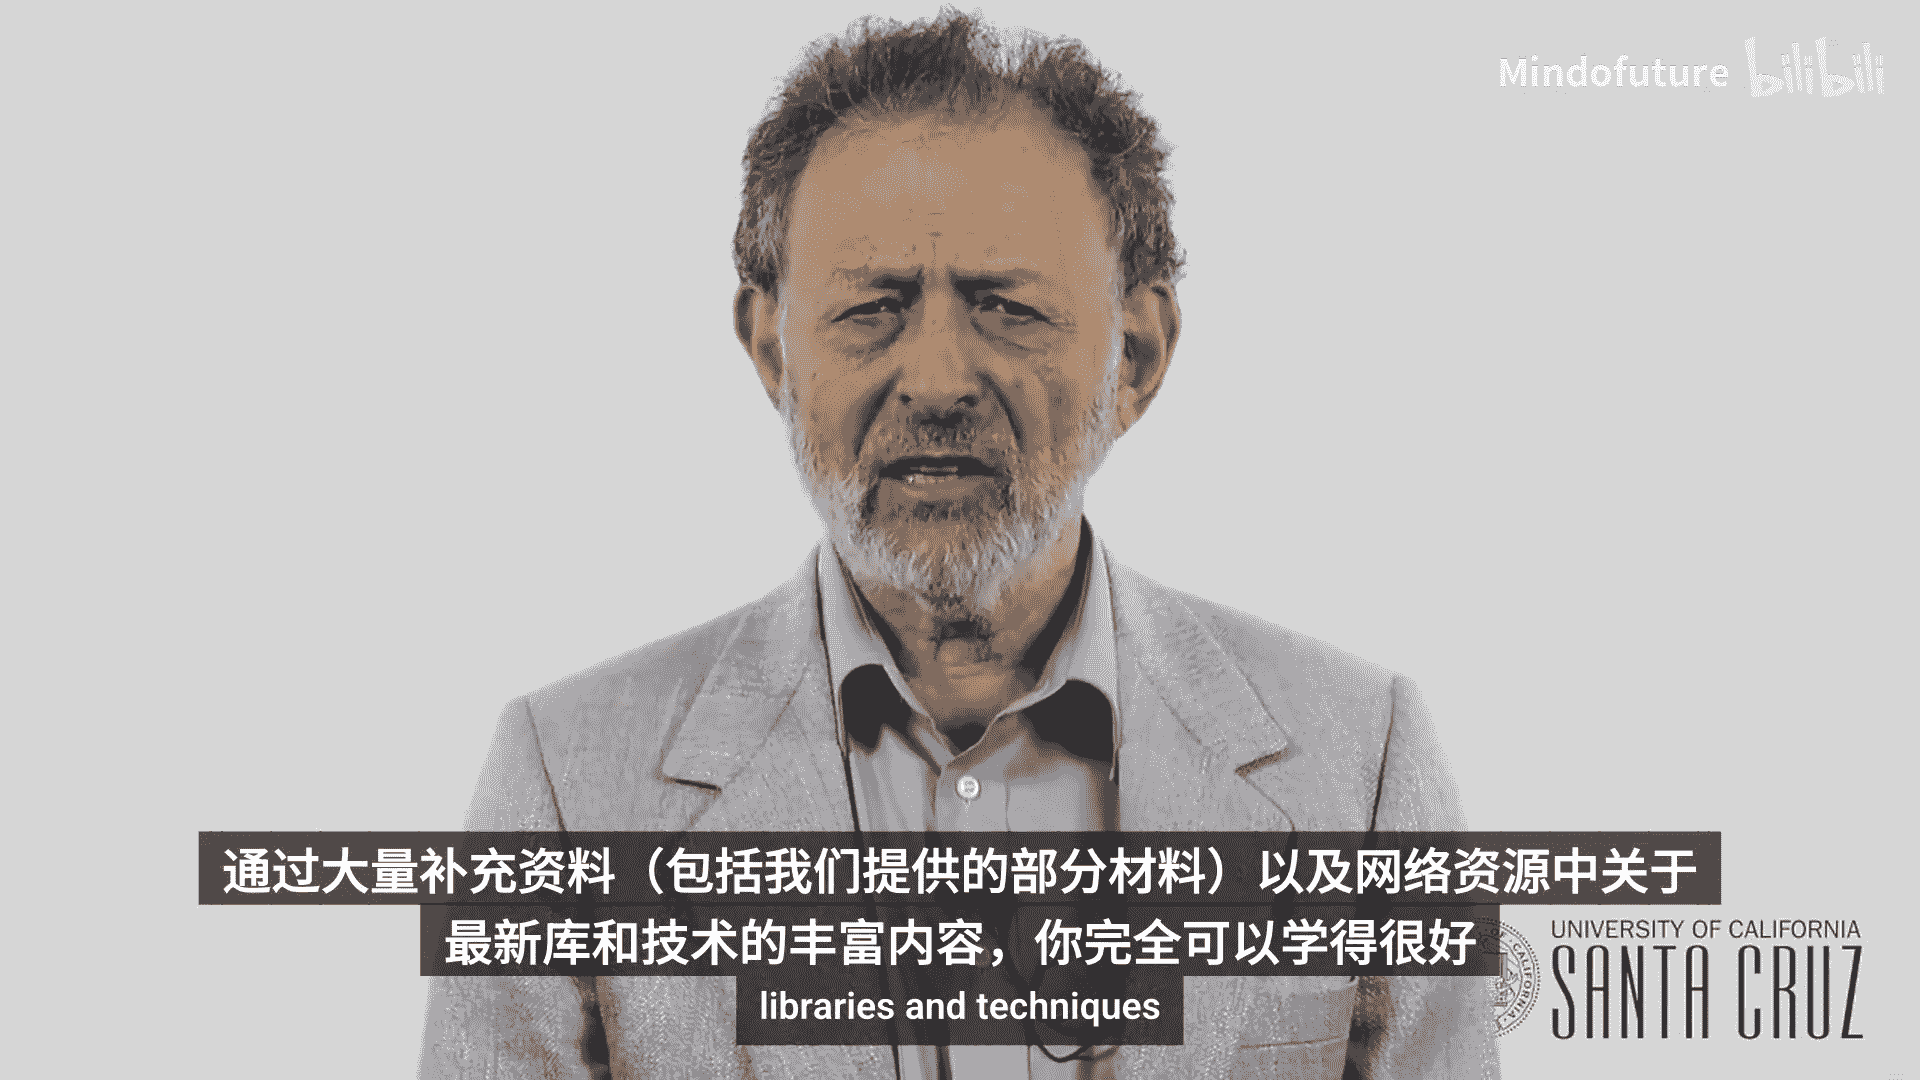 Mindofuture bilibili
通过大量补充资料（包括我们提供的部分材料）以及网络资源中关于
最新库和技术的丰富内容，你完全可以学得很好
libraries and techniques
UNIVERSITY OF CALIFORNIA
SANTA CRUZ